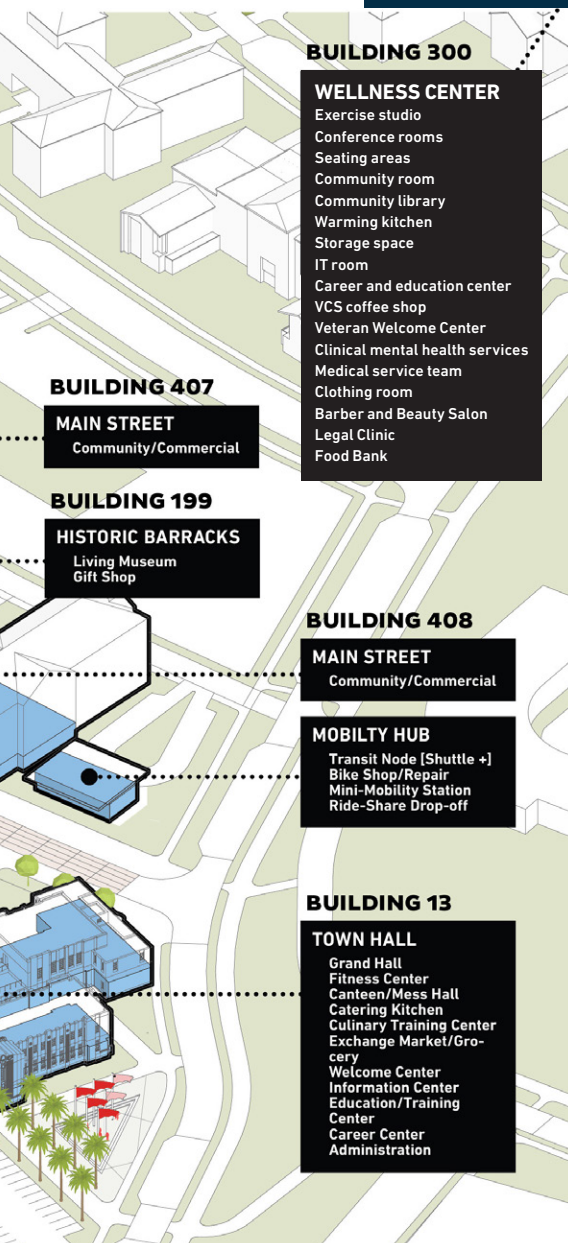 BUILDING 300
WELLNESS CENTER
Exercise studio
Conference rooms
Seating areas
Community room
Community library
Warming kitchen
Storage space
IT room
Career and education center
VCS coffee shop
Veteran Welcome Center
Clinical mental health services
Medical service team
Clothing room
Barber and Beauty Salon
Legal Clinic
Food Bank
BUILDING 407
MAIN STREET
Community/Commercial
BUILDING 199
HISTORIC BARRACKS
Living Museum
Gift Shop
BUILDING 408
MAIN STREET
Community/Commercial
MOBILTY HUB
Transit Node [Shuttle +]
Bike Shop/Repair
Mini-Mobility Station
Ride-Share Drop-off
BUILDING 13
TOWN HALL
Grand Hall
Fitness Center
Canteen/Mess Hall
Catering Kitchen
Culinary Training Center
Exchange Market/Gro-
cery
Welcome Center
Information Center
Education/Training
Center
Career Center
Administration